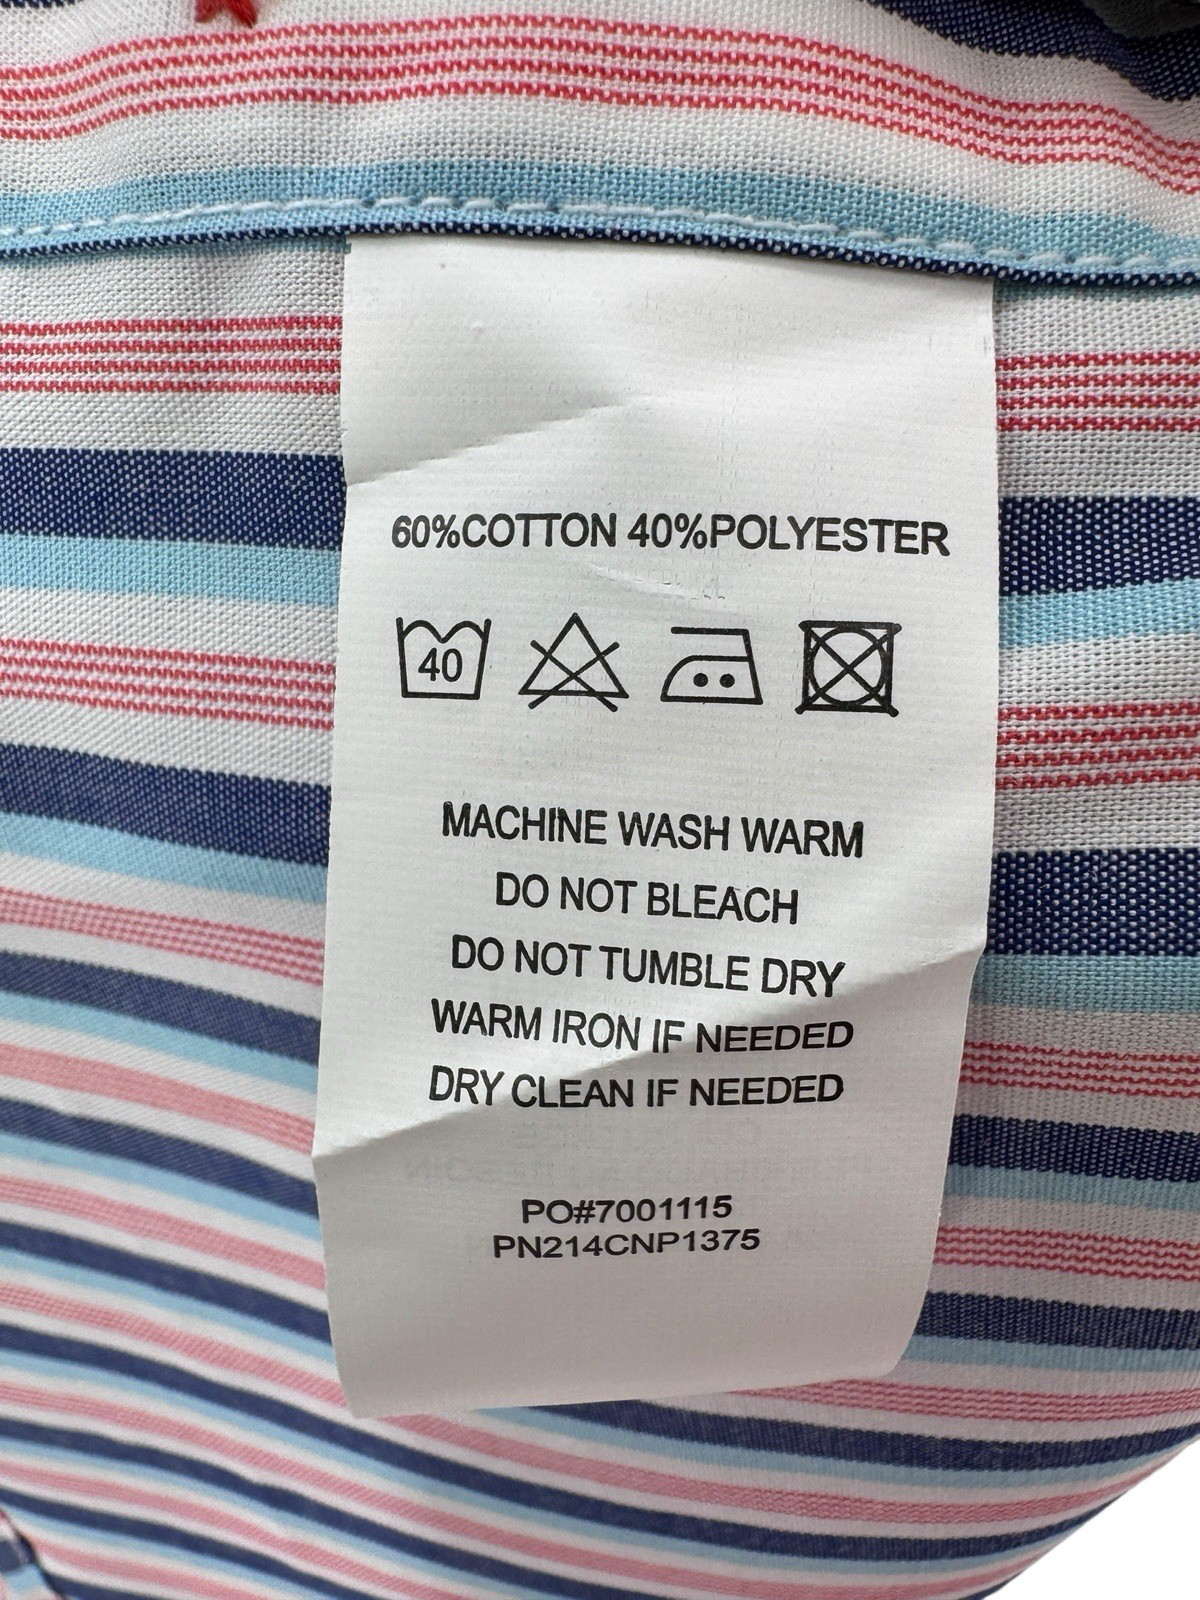 60%COTTON 40%POLYESTER
40
MACHINE WASH WARM
DO NOT BLEACH
DO NOT TUMBLE DRY
WARM IRON IF NEEDED
DRY CLEAN IF NEEDED
PO#7001115
PN214CNP1375